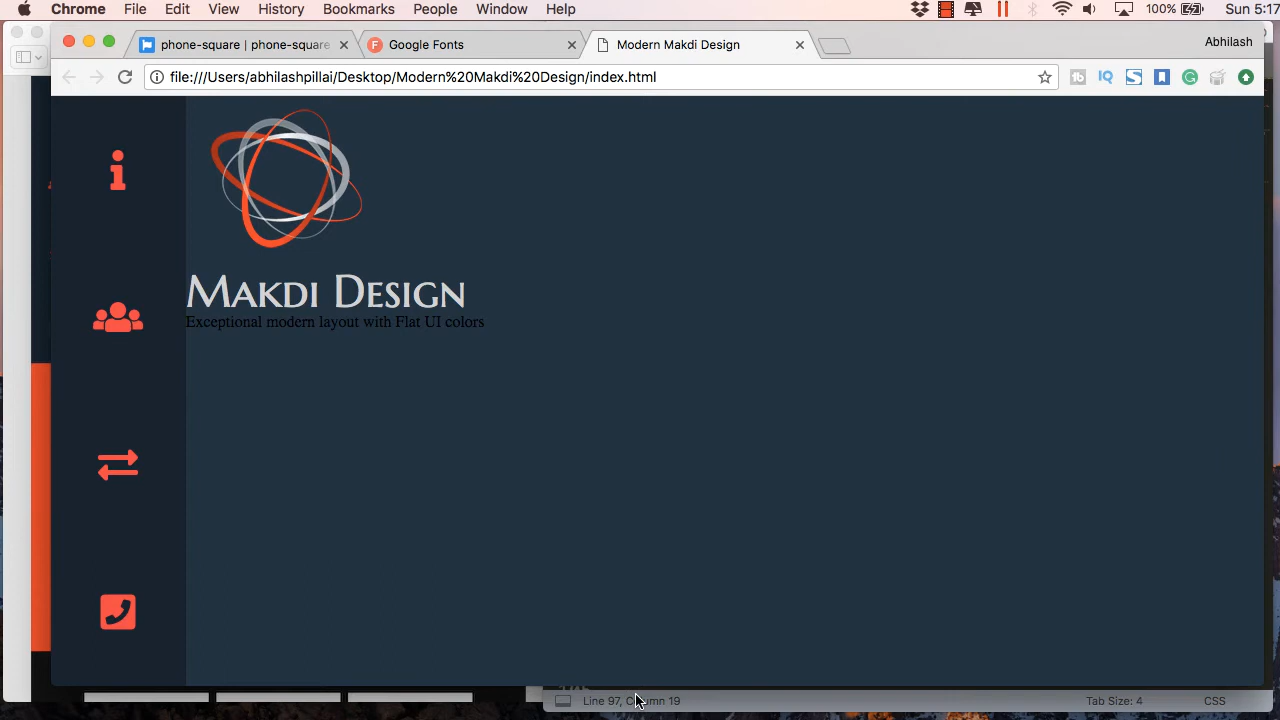 Chrome File Edit View History Bookmarks People Window Help 100% Sun 5:17
phone-square | phone-square Google Fonts Modern Makdi Design Abhilash
file:///Users/abhilashpillai/Desktop/Modern%20Makdi%20Design/index.html
Makdi Design
Exceptional modern layout with Flat UI colors
Line 97, Column 19 Tab Size: 4 CSS